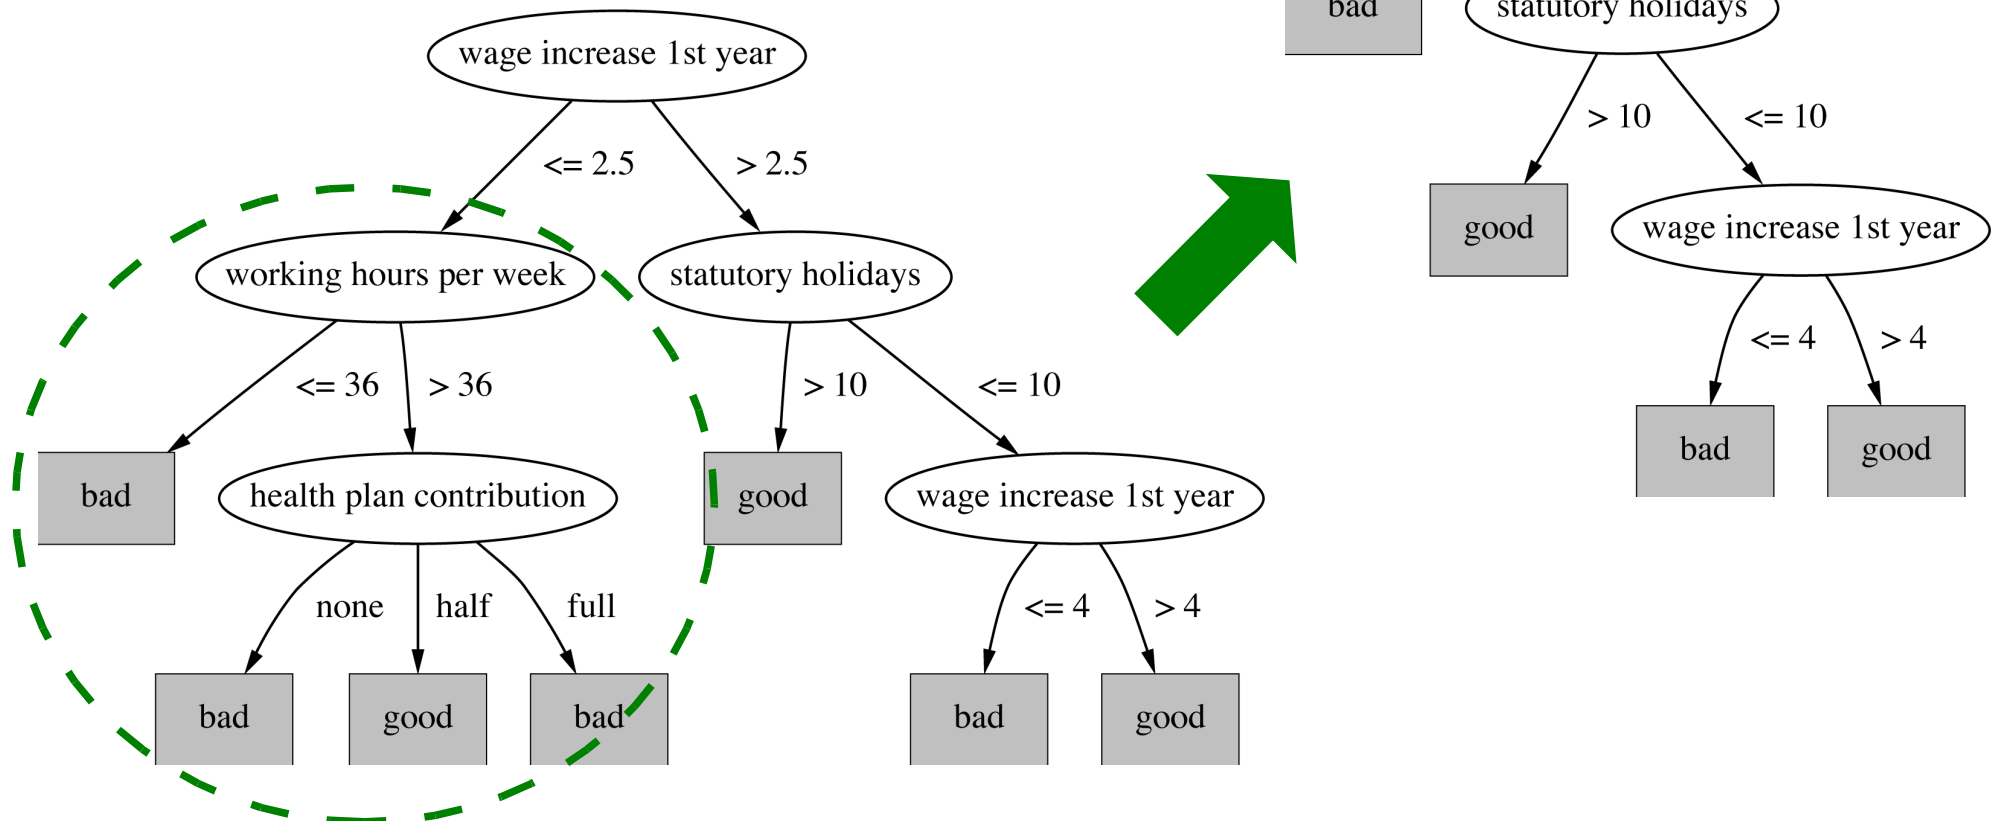 wage increase 1st year
<= 2.5
> 2.5
working hours per week
statutory holidays
<= 36
> 36
> 10
<= 10
bad
health plan contribution
good
wage increase 1st year
none
half
full
<= 4
> 4
bad
good
bad
bad
good
bad
statutory holidays
> 10
<= 10
good
wage increase 1st year
<= 4
> 4
bad
good